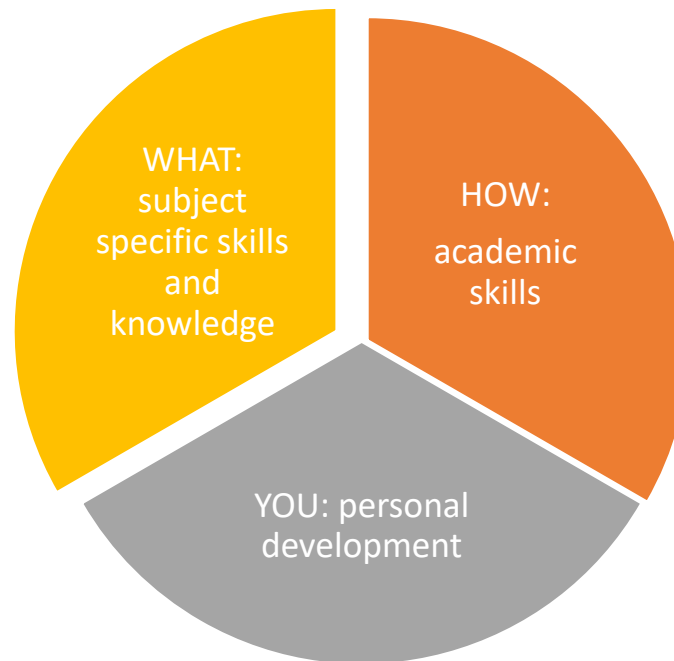 WHAT:
subject
specific skills
and
knowledge
HOW:
academic
skills
YOU: personal
development